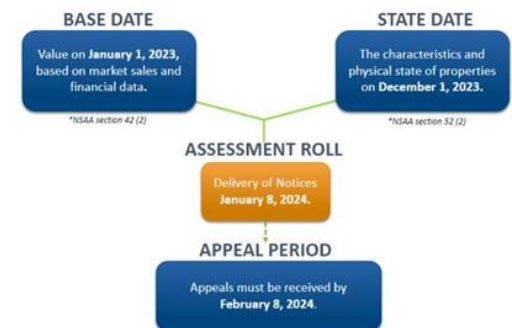 BASE DATE
Value on January 1, 2023,
based on market sales and
financial data.
*NSAA section 42 (2)
STATE DATE
The characteristics and
physical state of properties
on December 1, 2023.
*NSAA section 52 (2)
ASSESSMENT ROLL
Delivery of Notices
January 8, 2024.
APPEAL PERIOD
Appeals must be received by
February 8, 2024.